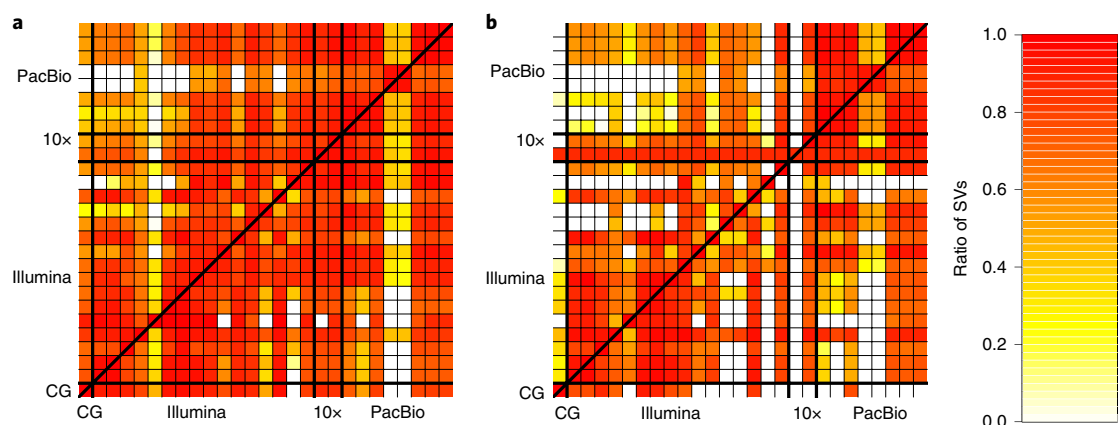 a
PacBio
10×
Illumina
CG
CG Illumina 10× PacBio
b
PacBio
10×
Illumina
CG
CG Illumina 10× PacBio
Ratio of SVs
1.0
0.8
0.6
0.4
0.2
0.0